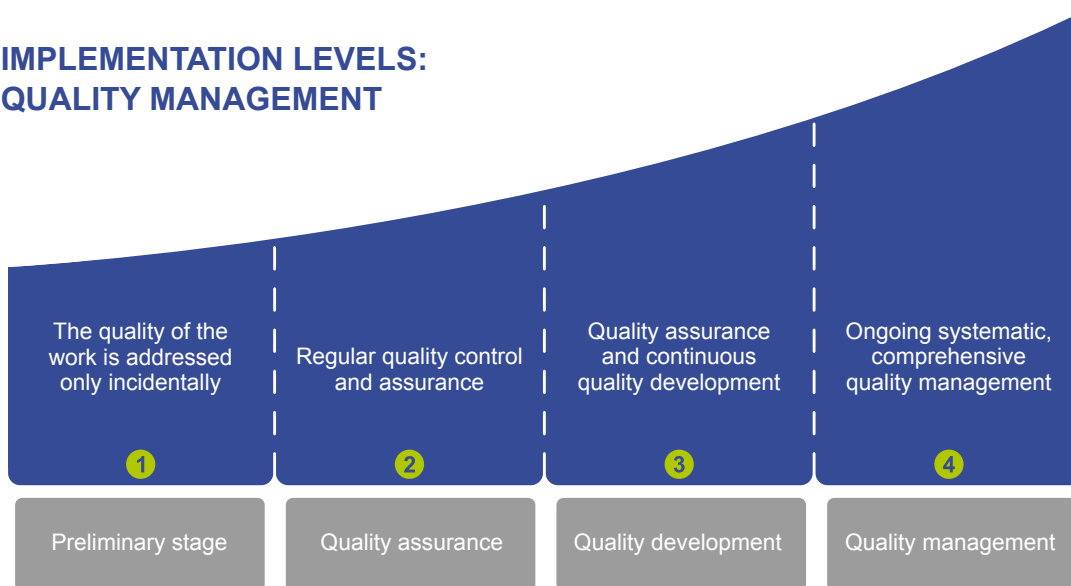 IMPLEMENTATION LEVELS:
QUALITY MANAGEMENT
The quality of the
work is addressed
only incidentally
Regular quality control
and assurance
Quality assurance
and continuous
quality development
Ongoing systematic,
comprehensive
quality management
1
2
3
4
Preliminary stage
Quality assurance
Quality development
Quality management